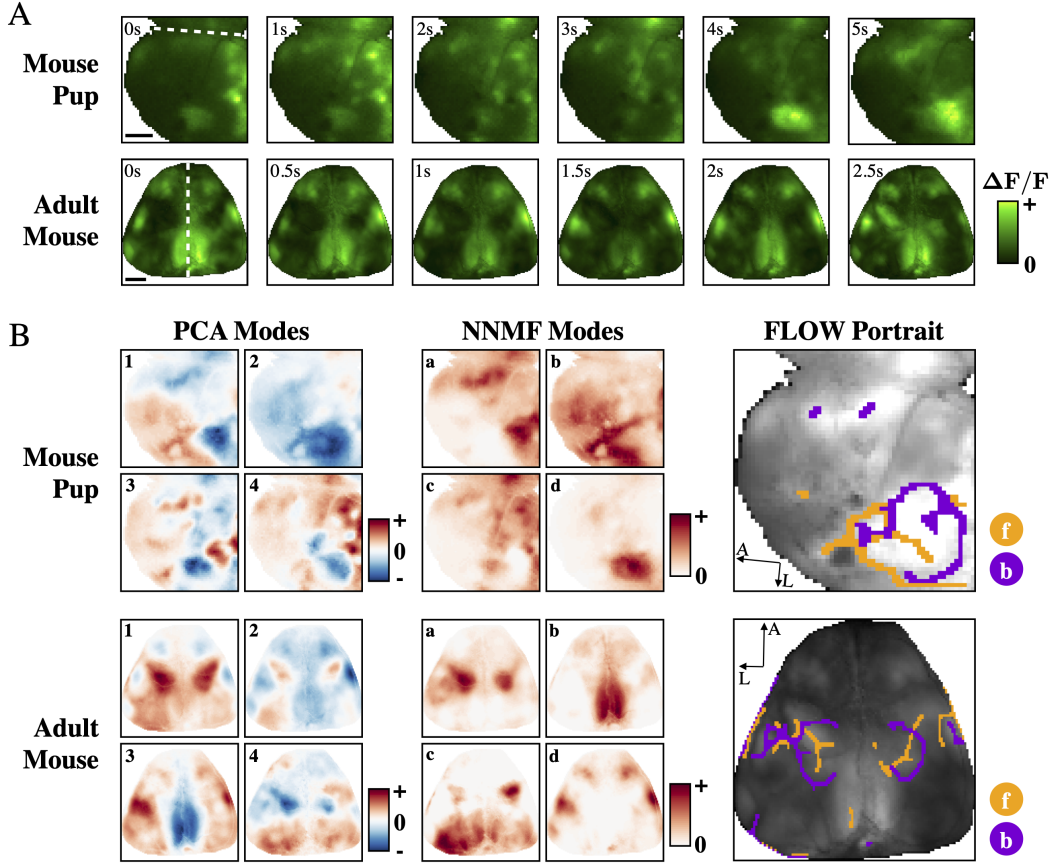 A
Mouse
Pup
0s
1s
2s
3s
4s
5s
Adult
Mouse
0s
0.5s
1s
1.5s
2s
2.5s
ΔF/F
+
0
B
PCA Modes
NNMF Modes
FLOW Portrait
Mouse
Pup
1
2
3
4
+
0
-
a
b
c
d
+
0
A
L
f
b
Adult
Mouse
1
2
3
4
+
0
-
a
b
c
d
+
0
A
L
f
b